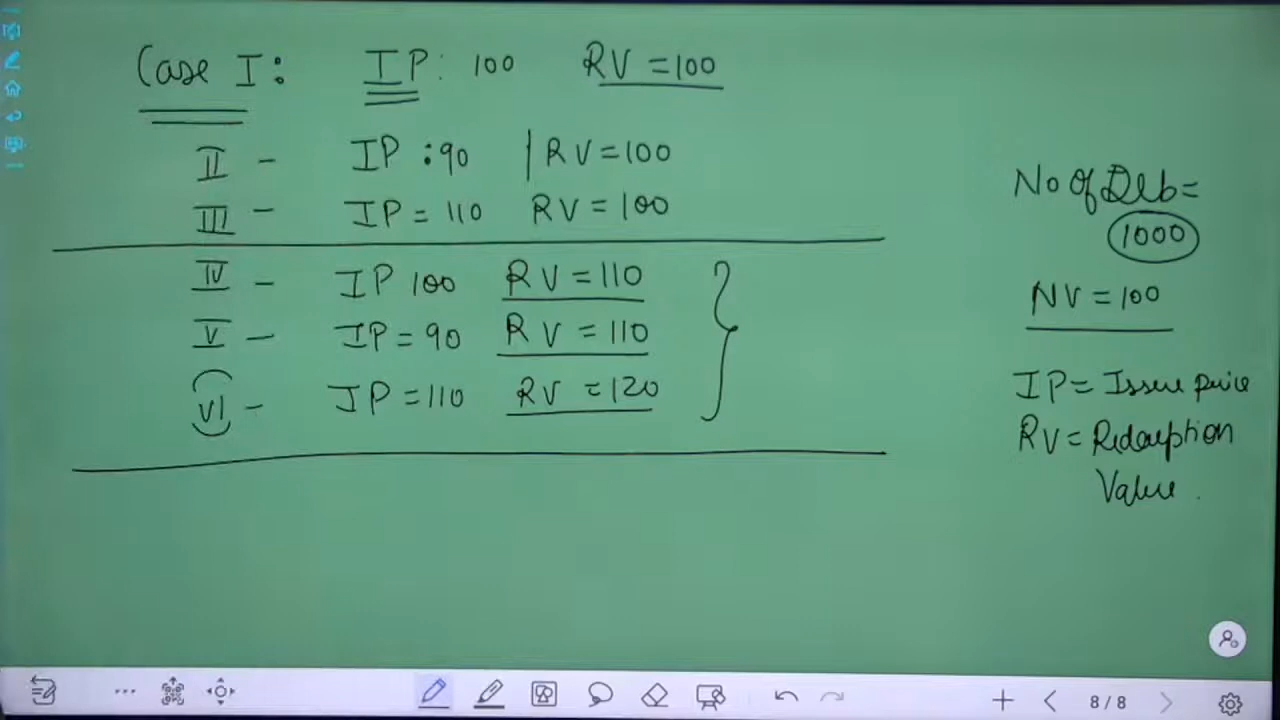 Case I: IP: 100 RV = 100
II - IP : 90 | RV = 100
III - IP = 110 RV = 100
IV - IP 100 RV = 110
V - IP = 90 RV = 110
VI - IP = 110 RV = 120
No of Deb =
1000
NV = 100
IP = Issue price
RV = Redemption
Value.
8/8